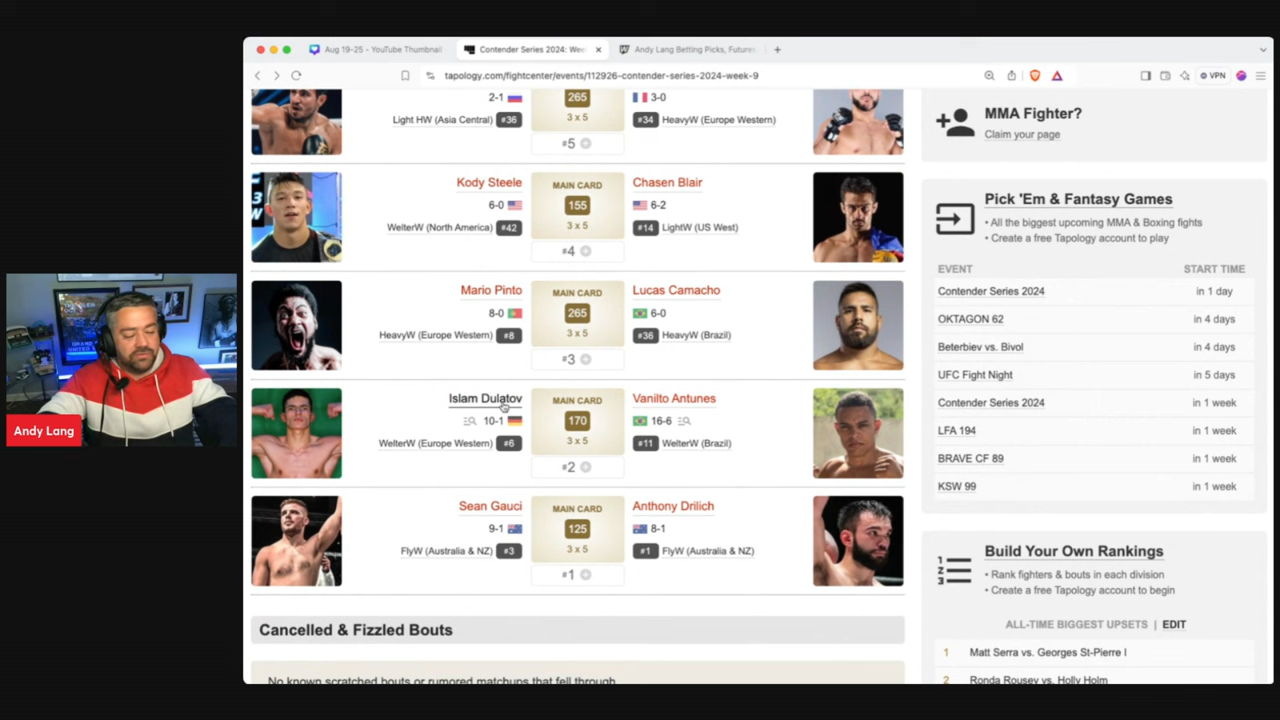 Aug 19-25 - YouTube Thumbnail
Contender Series 2024: Wee
Andy Lang Betting Picks, Future
tapology.com/fightcenter/events/112926-contender-series-2024-week-9
VPN
2-1
265
3-0
Light HW (Asia Central) #36
3 x 5
#34 HeavyW (Europe Western)
#5
Kody Steele
MAIN CARD
Chasen Blair
6-0
155
6-2
WelterW (North America) #42
3 x 5
#14 LightW (US West)
#4
Mario Pinto
MAIN CARD
Lucas Camacho
8-0
265
6-0
HeavyW (Europe Western) #8
3 x 5
#36 HeavyW (Brazil)
#3
Islam Dulatov
MAIN CARD
Vanilto Antunes
10-1
170
16-6
WelterW (Europe Western) #6
3 x 5
#11 WelterW (Brazil)
#2
Sean Gauci
MAIN CARD
Anthony Drilich
9-1
125
8-1
FlyW (Australia & NZ) #3
3 x 5
#1 FlyW (Australia & NZ)
#1
Cancelled & Fizzled Bouts
No known scratched bouts or rumored matchups that fell through.
MMA Fighter?
Claim your page
Pick 'Em & Fantasy Games
• All the biggest upcoming MMA & Boxing fights
• Create a free Tapology account to play
EVENT START TIME
Contender Series 2024 in 1 day
OKTAGON 62 in 4 days
Beterbiev vs. Bivol in 4 days
UFC Fight Night in 5 days
Contender Series 2024 in 1 week
LFA 194 in 1 week
BRAVE CF 89 in 1 week
KSW 99 in 1 week
Build Your Own Rankings
• Rank fighters & bouts in each division
• Create a free Tapology account to begin
ALL-TIME BIGGEST UPSETS | EDIT
1 Matt Serra vs. Georges St-Pierre I
2 Ronda Rousey vs. Holly Holm
Andy Lang